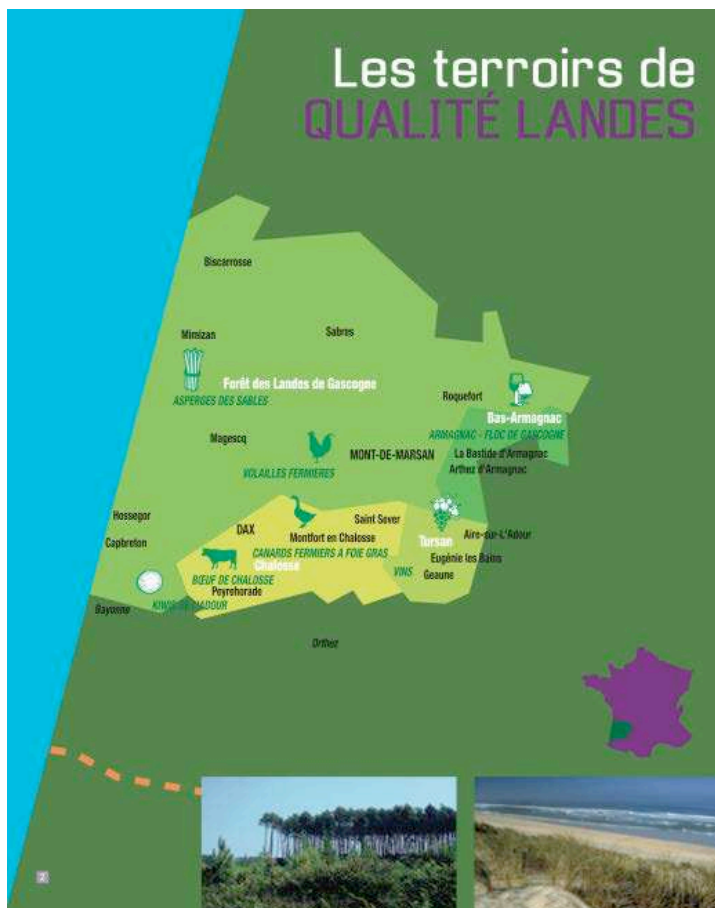 Les terroirs de
QUALITÉ LANDES
Biscarrosse
Mimizan
Sabres
Forêt des Landes de Gascogne
ASPERGES DES SABLES
Roquefort
Bas-Armagnac
ARMAGNAC - FLOC DE GASCOGNE
Magescq
VOLAILLES FERMIÈRES
MONT-DE-MARSAN
La Bastide d'Armagnac
Arthez d'Armagnac
Hossegor
Capbreton
DAX
Saint Sever
Montfort en Chalosse
CANARDS FERMIERS A FOIE GRAS
Chalosse
BŒUF DE CHALOSSE
Peyrehorade
Tursan
Aire-sur-L'Adour
Eugénie les Bains
VINS
Geaune
Bayonne
KIWIS DE L'ADOUR
Orthez
2